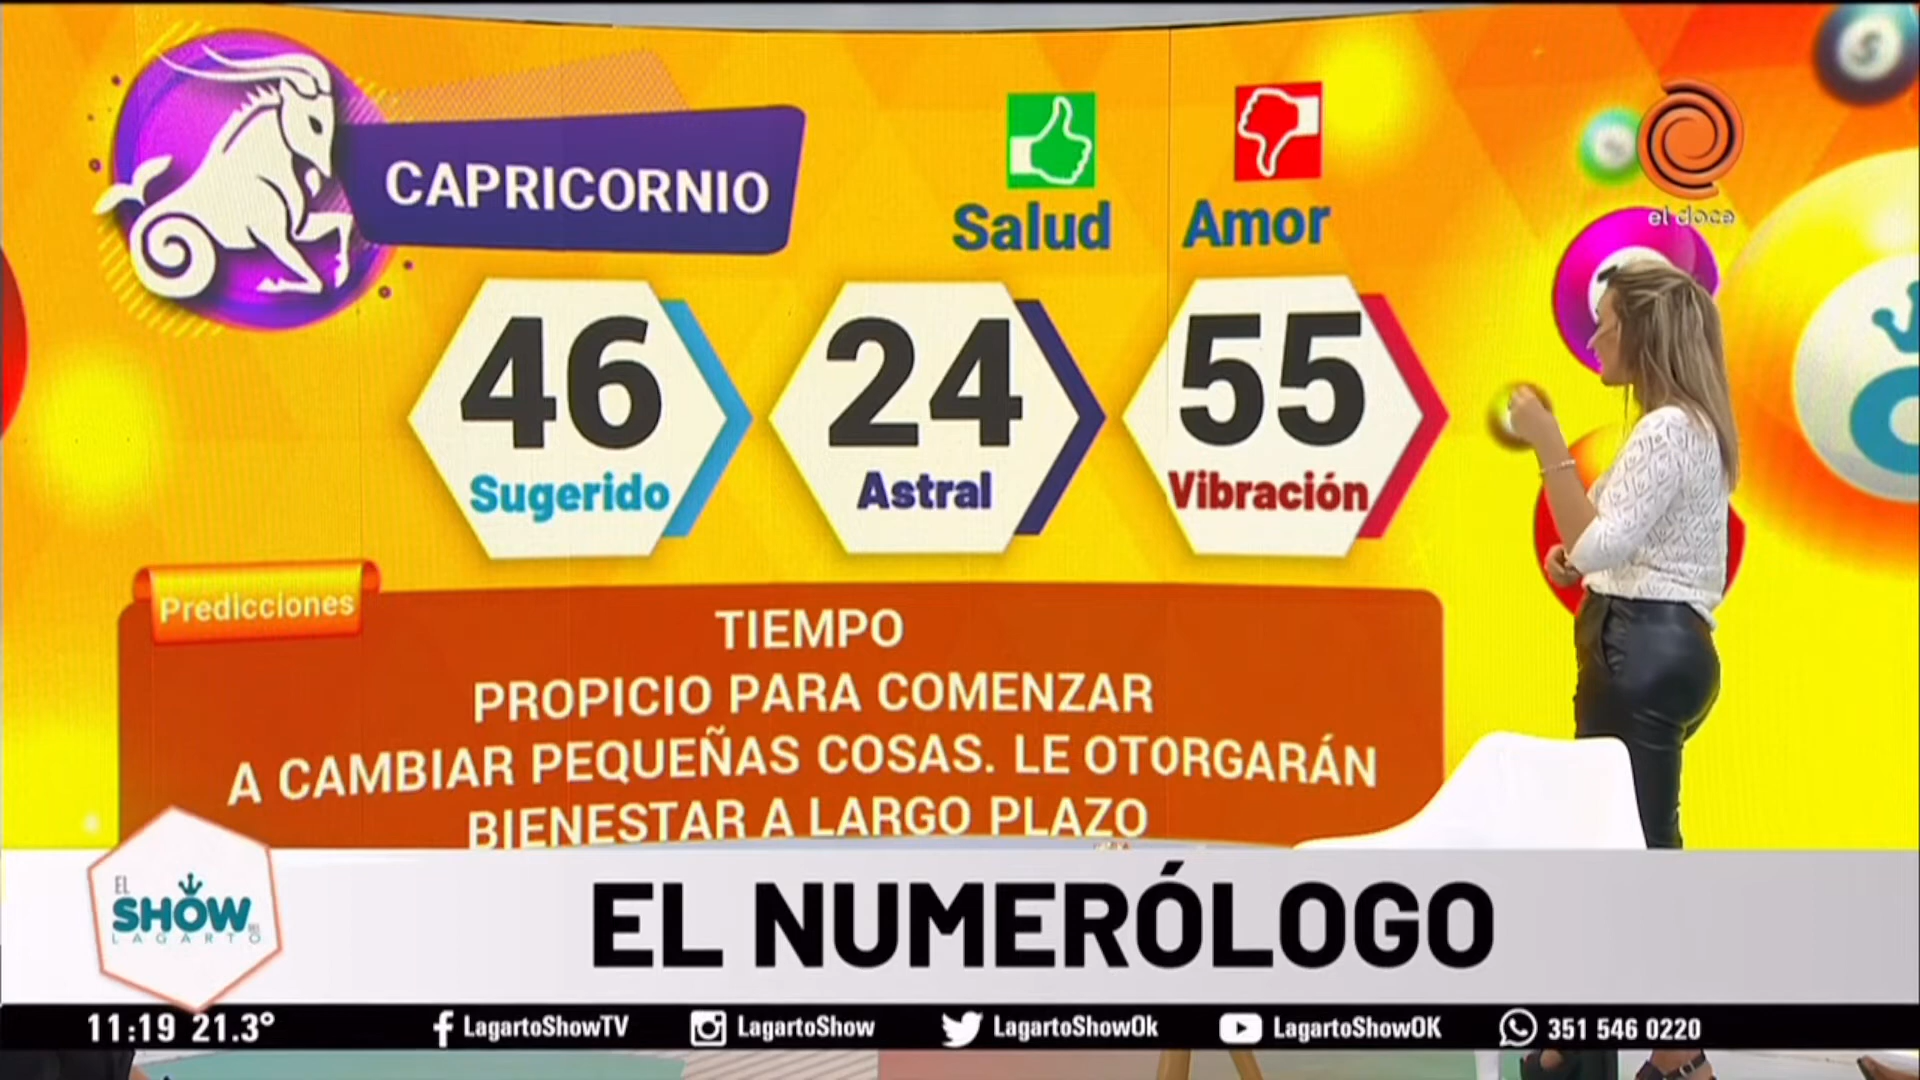 CAPRICORNIO
Salud
Amor
el doce
46
Sugerido
24
Astral
55
Vibración
Predicciones
TIEMPO
PROPICIO PARA COMENZAR
A CAMBIAR PEQUEÑAS COSAS. LE OTORGARÁN
BIENESTAR A LARGO PLAZO
EL
SHOW
DEL
LAGARTO
EL NUMERÓLOGO
11:19 21.3°
LagartoShowTV
LagartoShow
LagartoShowOk
LagartoShowOK
351 546 0220